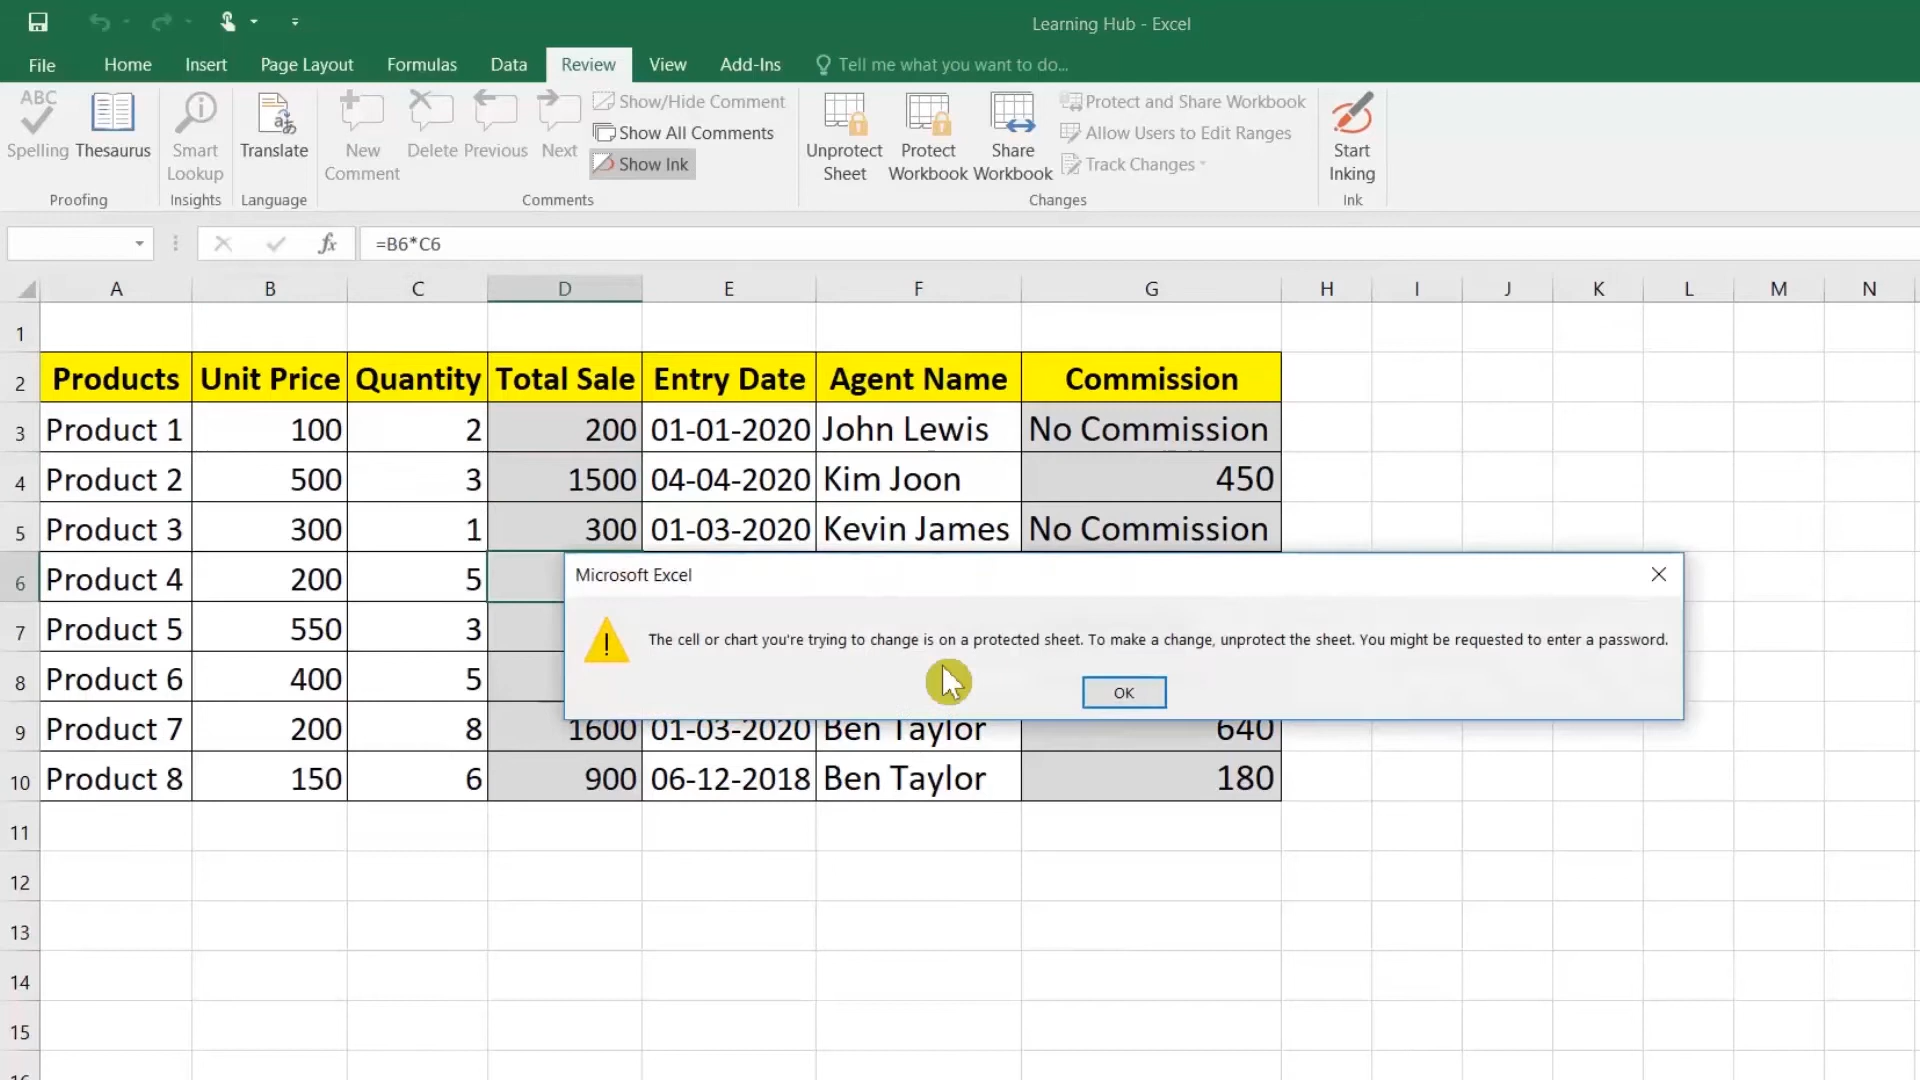 Learning Hub - Excel
File Home Insert Page Layout Formulas Data Review View Add-Ins Tell me what you want to do...
ABC
Spelling Thesaurus
Proofing
Smart Lookup
Insights
Translate
Language
New Comment Delete Previous Next
Show/Hide Comment
Show All Comments
Show Ink
Comments
Unprotect Sheet Protect Workbook Share Workbook
Protect and Share Workbook
Allow Users to Edit Ranges
Track Changes
Changes
Start Inking
Ink
fx =B6*C6
A B C D E F G H I J K L M N
1
2 Products Unit Price Quantity Total Sale Entry Date Agent Name Commission
3 Product 1 100 2 200 01-01-2020 John Lewis No Commission
4 Product 2 500 3 1500 04-04-2020 Kim Joon 450
5 Product 3 300 1 300 01-03-2020 Kevin James No Commission
6 Product 4 200 5
7 Product 5 550 3
8 Product 6 400 5
9 Product 7 200 8 1600 01-03-2020 Ben Taylor 640
10 Product 8 150 6 900 06-12-2018 Ben Taylor 180
11
12
13
14
15
Microsoft Excel
The cell or chart you're trying to change is on a protected sheet. To make a change, unprotect the sheet. You might be requested to enter a password.
OK